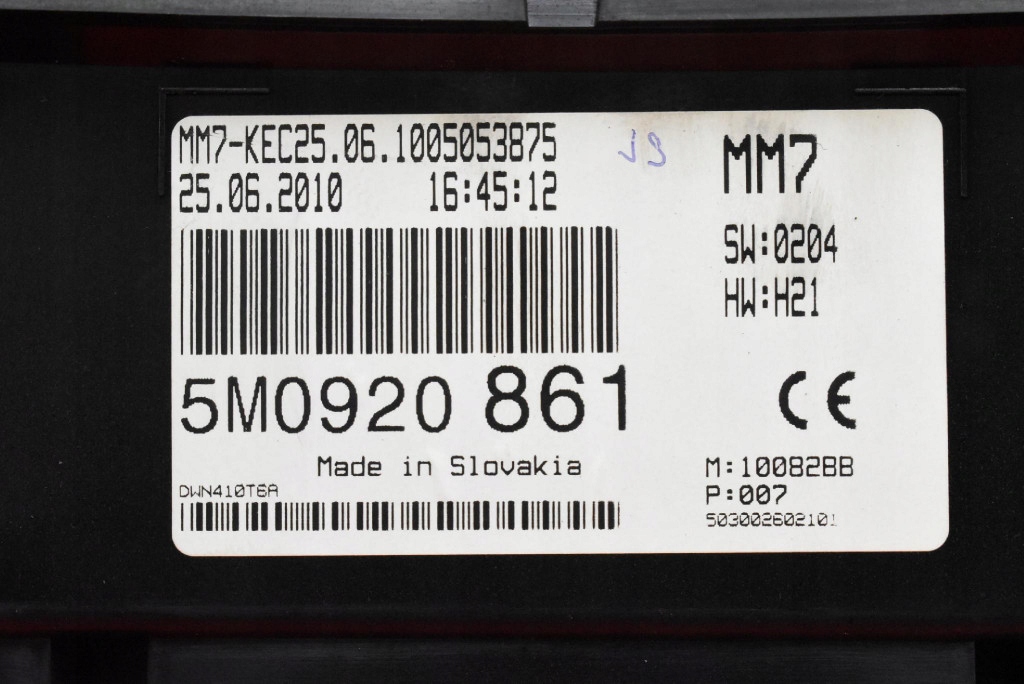 MM7-KEC25.06.1005053875
25.06.2010 16:45:12
5M0920 861
Made in Slovakia
DWN410T6A
MM7
SW:0204
HW:H21
CE
M:10082BB
P:007
503002602101